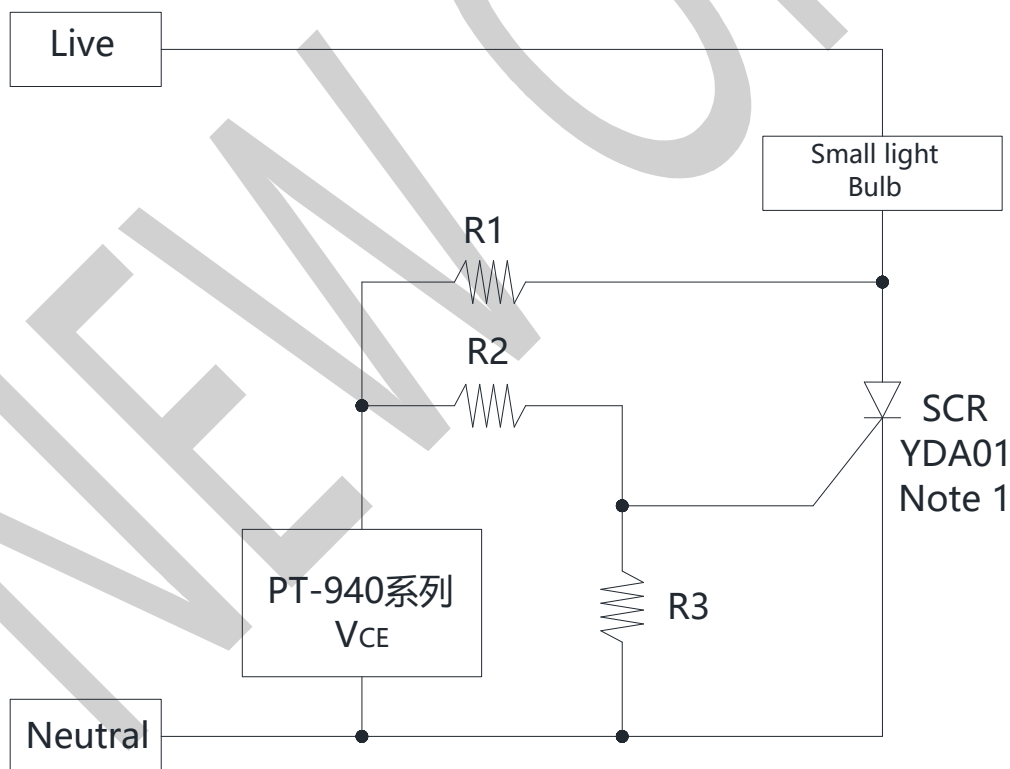 Live
Small light
Bulb
R1
R2
SCR
YDA01
Note 1
PT-940系列
VCE
R3
Neutral